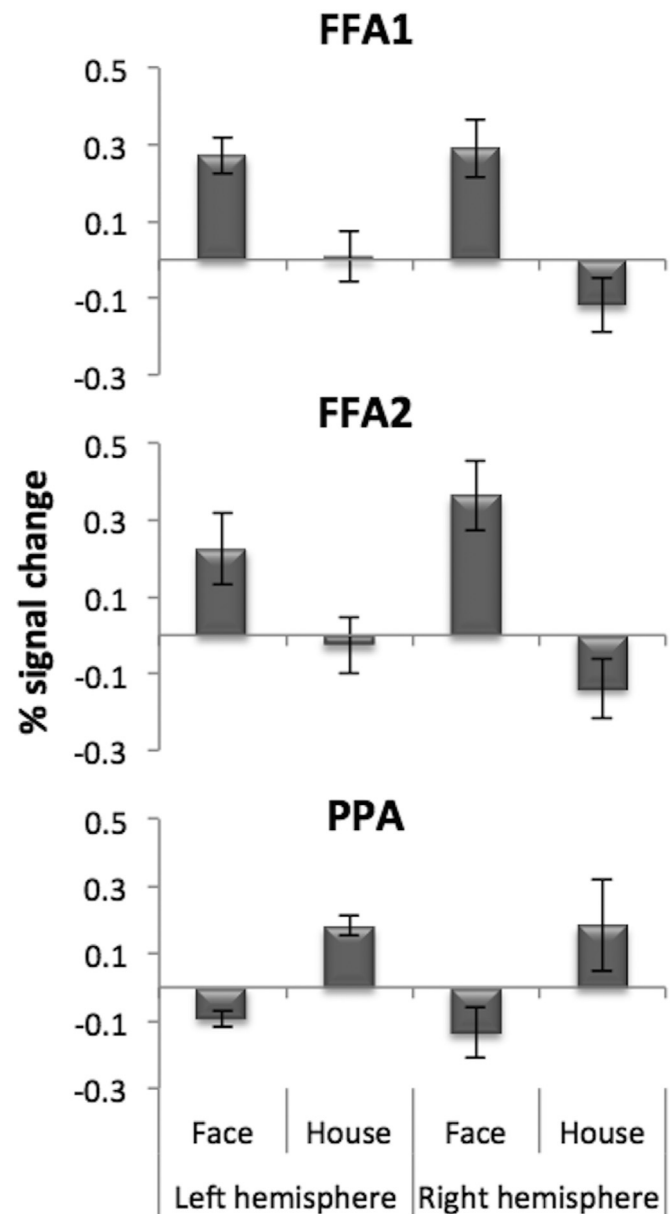 FFA1
0.5
0.3
0.1
-0.1
-0.3
FFA2
0.5
0.3
0.1
-0.1
-0.3
% signal change
PPA
0.5
0.3
0.1
-0.1
-0.3
Face House Face House
Left hemisphere Right hemisphere